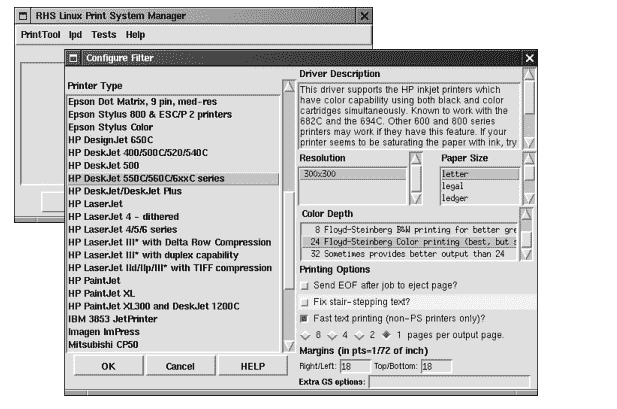 RHS Linux Print System Manager
PrintTool lpd Tests Help
Configure Filter
Printer Type
Epson Dot Matrix, 9 pin, med-res
Epson Stylus 800 & ESC/P 2 printers
Epson Stylus Color
HP DesignJet 650C
HP DeskJet 400/500C/520/540C
HP DeskJet 500
HP DeskJet 550C/560C/6xxC series
HP DeskJet/DeskJet Plus
HP LaserJet
HP LaserJet 4 - dithered
HP LaserJet 4/5/6 series
HP LaserJet III* with Delta Row Compression
HP LaserJet III* with duplex capability
HP LaserJet IId/IIp/III* with TIFF compression
HP PaintJet
HP PaintJet XL
HP PaintJet XL300 and DeskJet 1200C
IBM 3853 JetPrinter
Imagen ImPress
Mitsubishi CP50
OK Cancel HELP
Driver Description
This driver supports the HP inkjet printers which
have color capability using both black and color
cartridges simultaneously. Known to work with the
682C and the 694C. Other 600 and 800 series
printers may work if they have this feature. If your
printer seems to be saturating the paper with ink, try
Resolution
300x300
Paper Size
letter
legal
ledger
Color Depth
8 Floyd-Steinberg B&W printing for better gre
24 Floyd-Steinberg Color printing (best, but s
32 Sometimes provides better output than 24
Printing Options
Send EOF after job to eject page?
Fix stair-stepping text?
Fast text printing (non-PS printers only)?
8 4 2 1 pages per output page.
Margins (in pts=1/72 of inch)
Right/Left: 18 Top/Bottom: 18
Extra GS options: